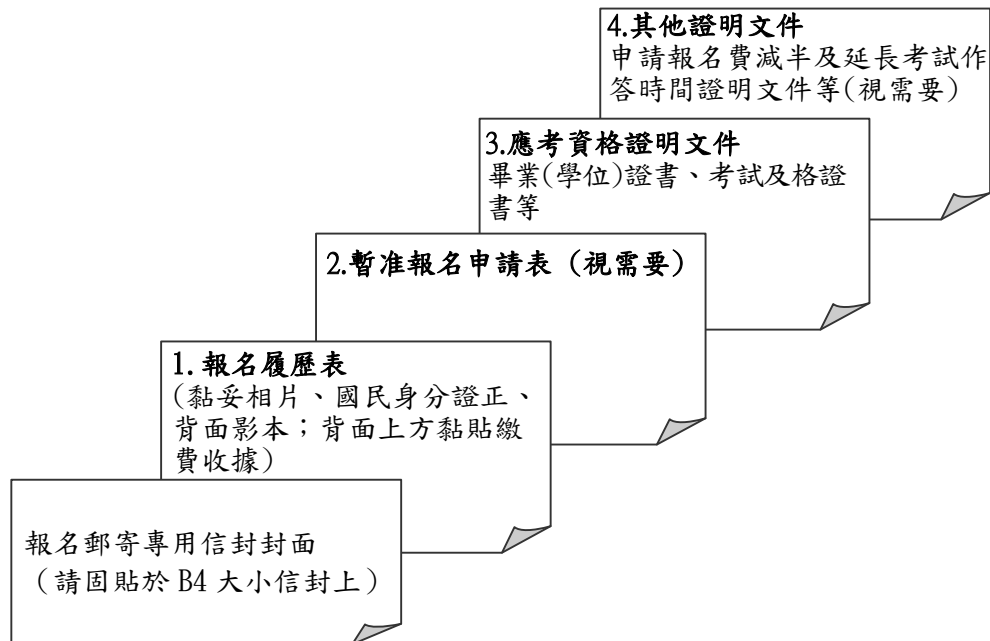 4.其他證明文件
申請報名費減半及延長考試作
答時間證明文件等(視需要)
3.應考資格證明文件
畢業(學位)證書、考試及格證
書等
2.暫准報名申請表（視需要）
1.報名履歷表
(黏妥相片、國民身分證正、
背面影本；背面上方黏貼繳
費收據)
報名郵寄專用信封封面
（請固貼於 B4 大小信封上）